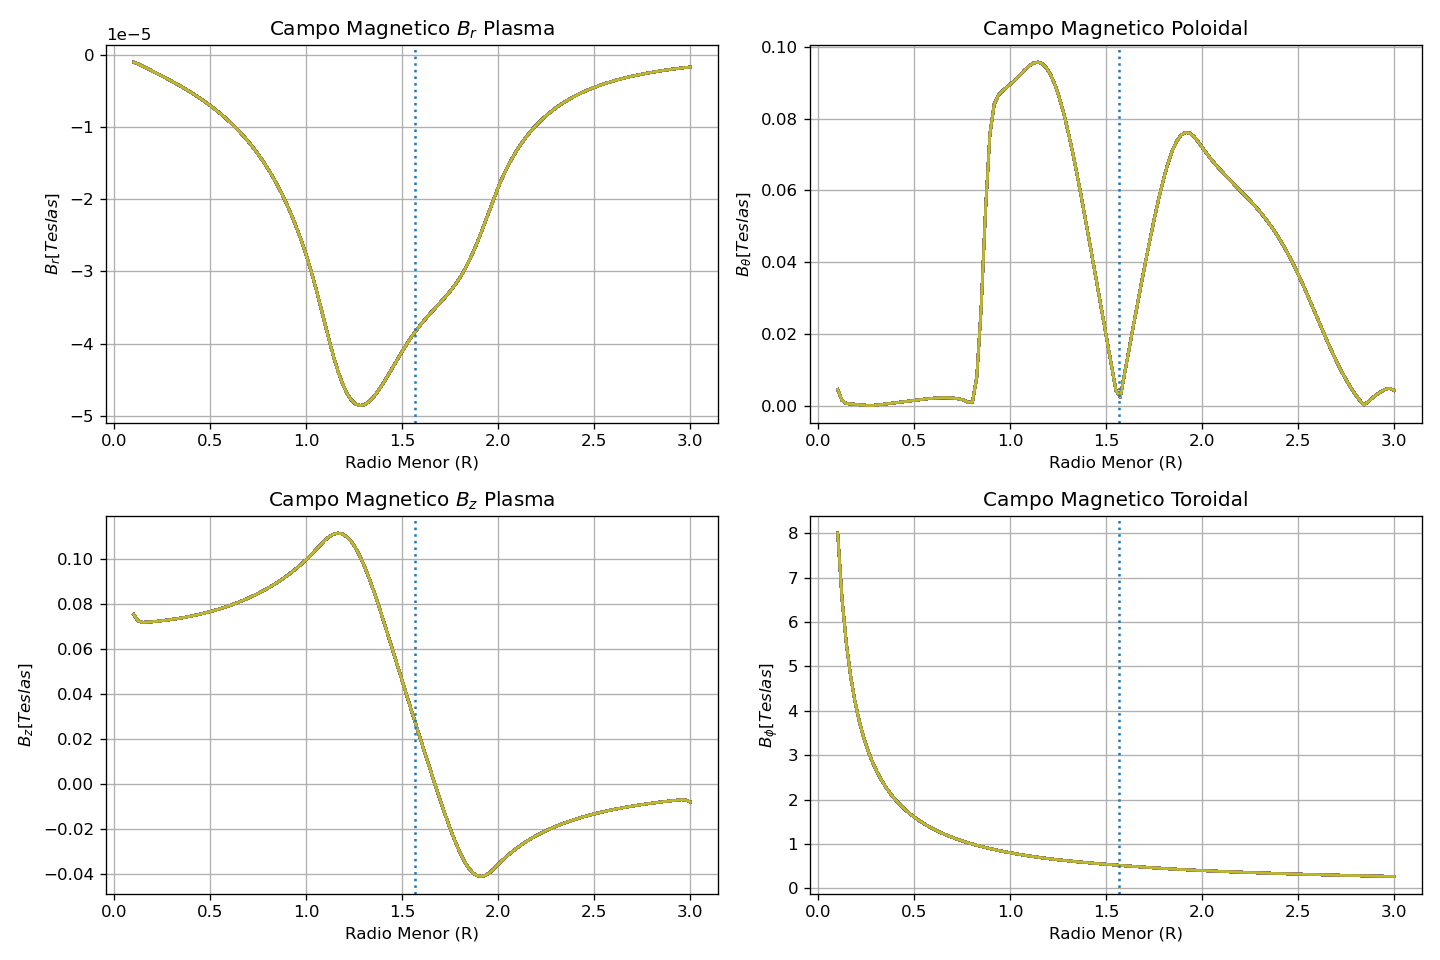 Campo Magnetico B_r Plasma
1e−5
0
−1
−2
−3
−4
−5
B_r[Teslas]
0.0 0.5 1.0 1.5 2.0 2.5 3.0
Radio Menor (R)
Campo Magnetico Poloidal
0.10
0.08
0.06
0.04
0.02
0.00
B_θ[Teslas]
0.0 0.5 1.0 1.5 2.0 2.5 3.0
Radio Menor (R)
Campo Magnetico B_z Plasma
0.10
0.08
0.06
0.04
0.02
0.00
−0.02
−0.04
B_z[Teslas]
0.0 0.5 1.0 1.5 2.0 2.5 3.0
Radio Menor (R)
Campo Magnetico Toroidal
8
7
6
5
4
3
2
1
0
B_ϕ[Teslas]
0.0 0.5 1.0 1.5 2.0 2.5 3.0
Radio Menor (R)